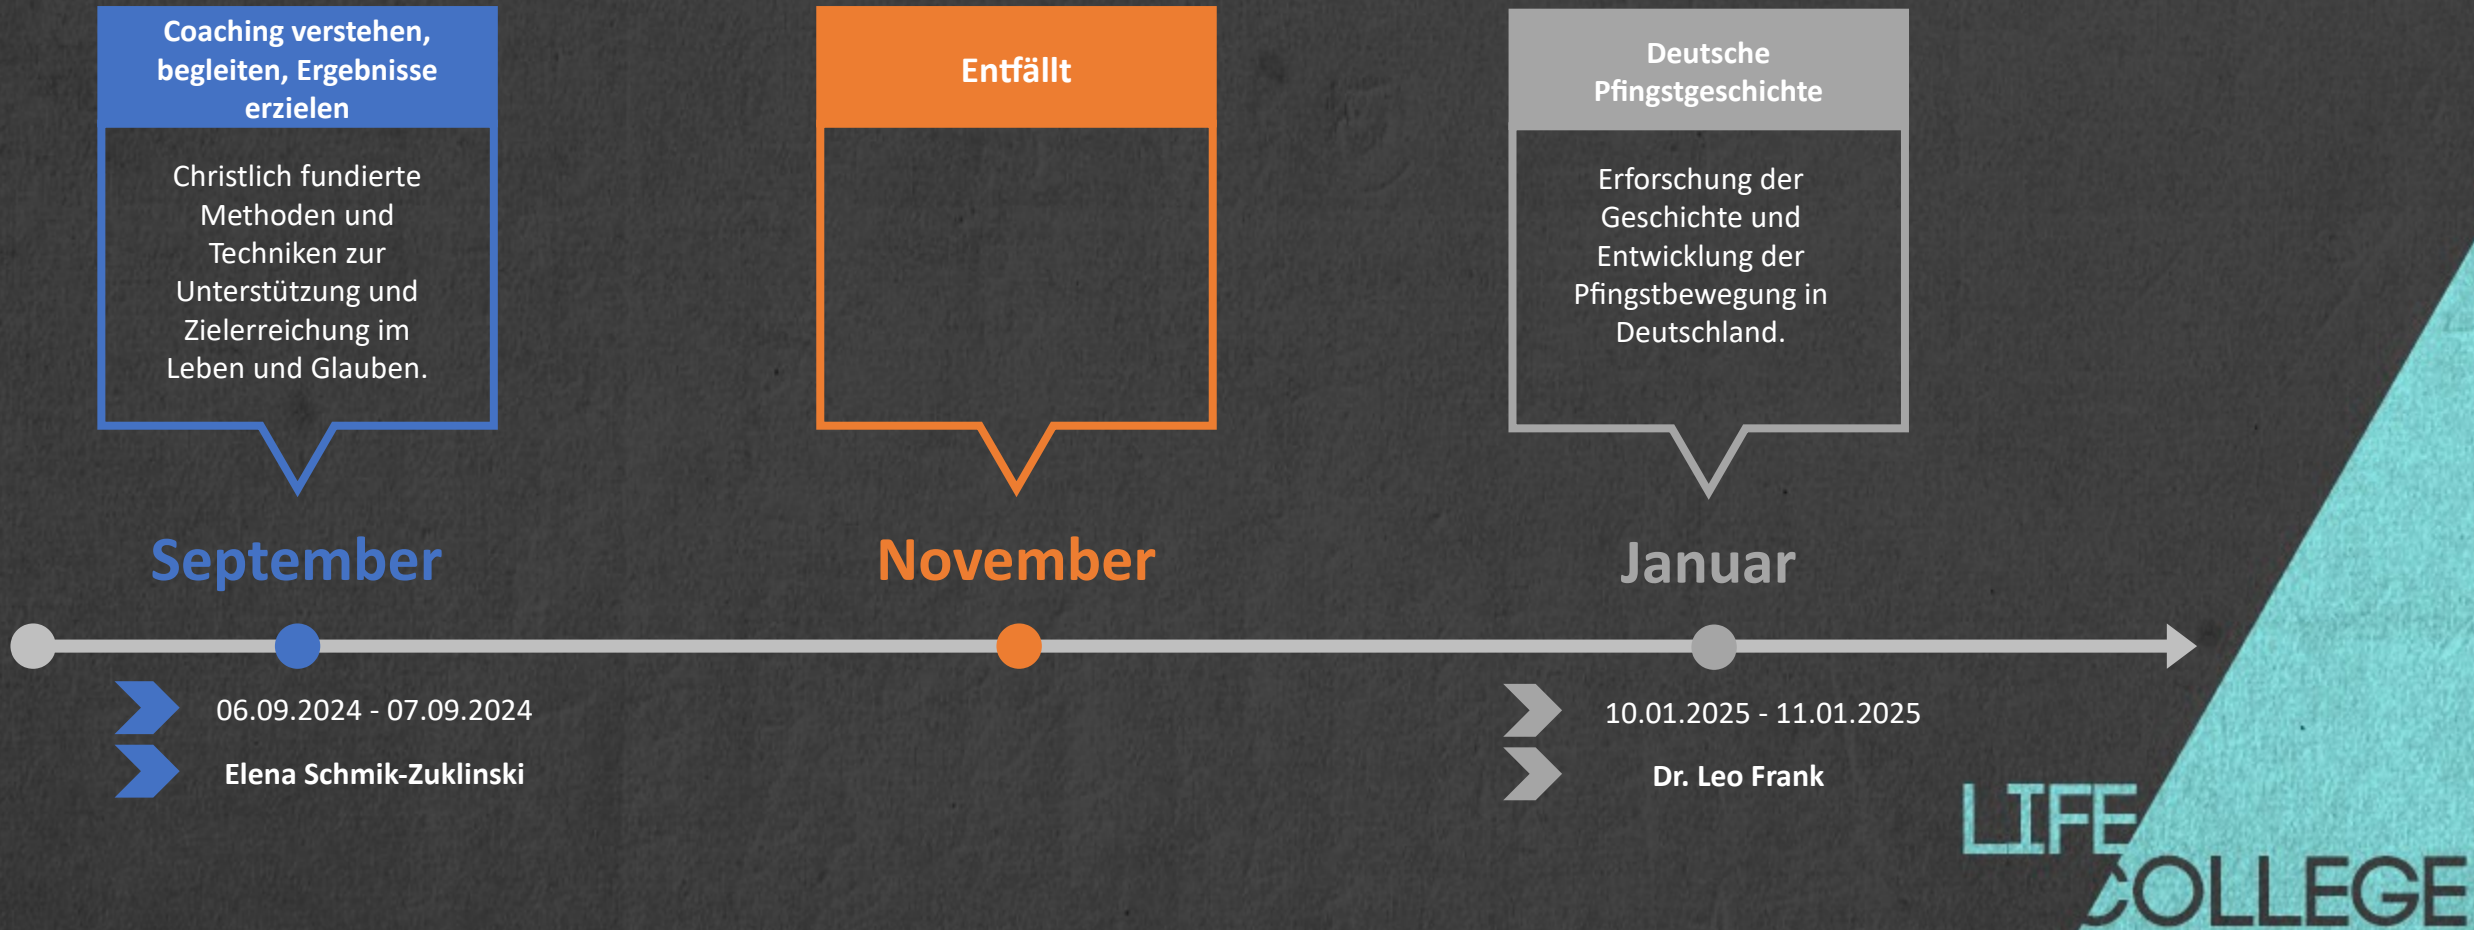 Coaching verstehen,
begleiten, Ergebnisse
erzielen
Christlich fundierte
Methoden und
Techniken zur
Unterstützung und
Zielerreichung im
Leben und Glauben.
September
06.09.2024 - 07.09.2024
Elena Schmik-Zuklinski
Entfällt
November
Deutsche
Pfingstgeschichte
Erforschung der
Geschichte und
Entwicklung der
Pfingstbewegung in
Deutschland.
Januar
10.01.2025 - 11.01.2025
Dr. Leo Frank
LIFE
COLLEGE